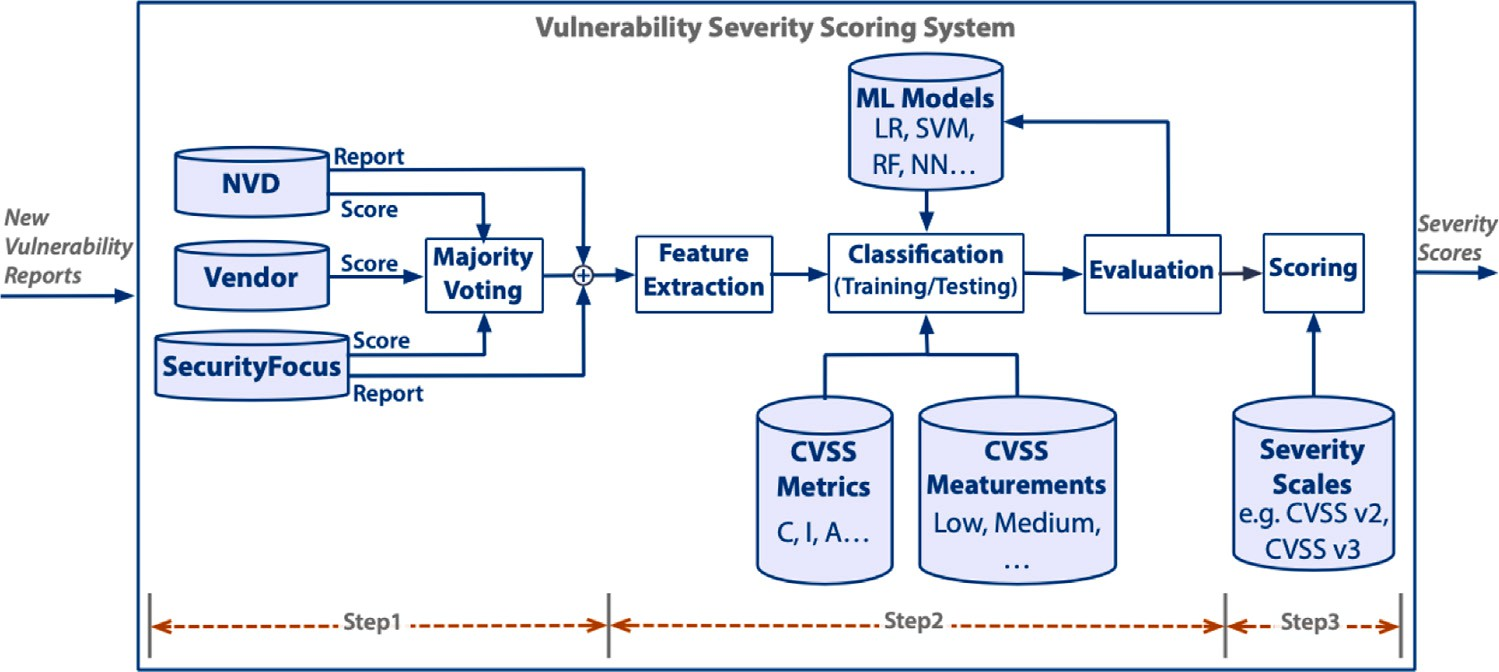 Vulnerability Severity Scoring System
New
Vulnerability
Reports
NVD
Report
Score
Vendor
Score
SecurityFocus
Score
Report
Majority
Voting
Feature
Extraction
ML Models
LR, SVM,
RF, NN…
Classification
(Training/Testing)
Evaluation
Scoring
Severity
Scores
CVSS
Metrics
C, I, A…
CVSS
Meaturements
Low, Medium,
…
Severity
Scales
e.g. CVSS v2,
CVSS v3
Step1
Step2
Step3